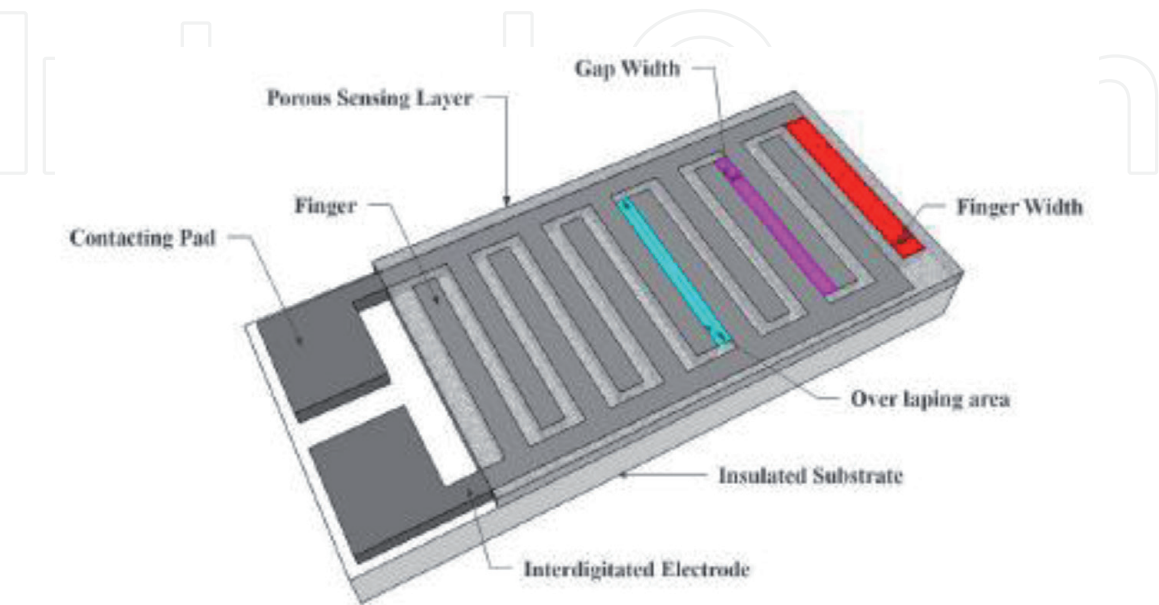 Gap Width
Porous Sensing Layer
Finger
Finger Width
Contacting Pad
Over laping area
Insulated Substrate
Interdigitated Electrode